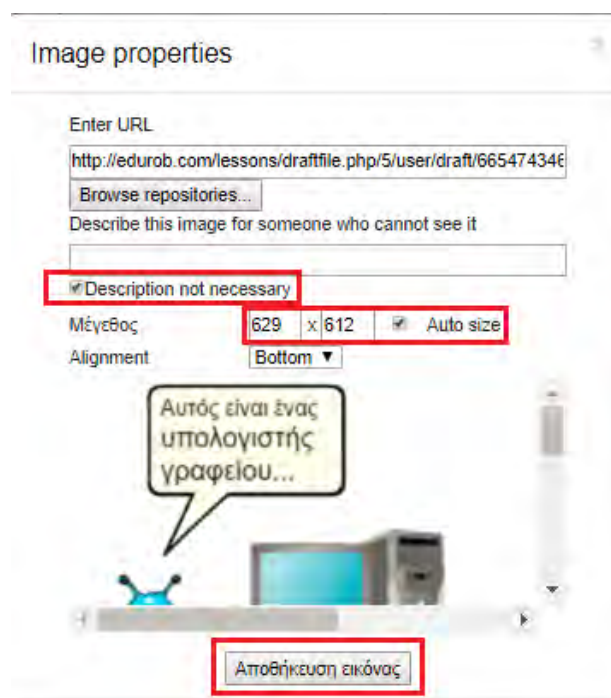 Image properties
Enter URL
http://edurob.com/lessons/draftfile.php/5/user/draft/665474346
Browse repositories...
Describe this image for someone who cannot see it
Description not necessary
Μέγεθος 629 x 612 Auto size
Alignment Bottom
Αυτός είναι ένας
υπολογιστής
γραφείου...
Αποθήκευση εικόνας